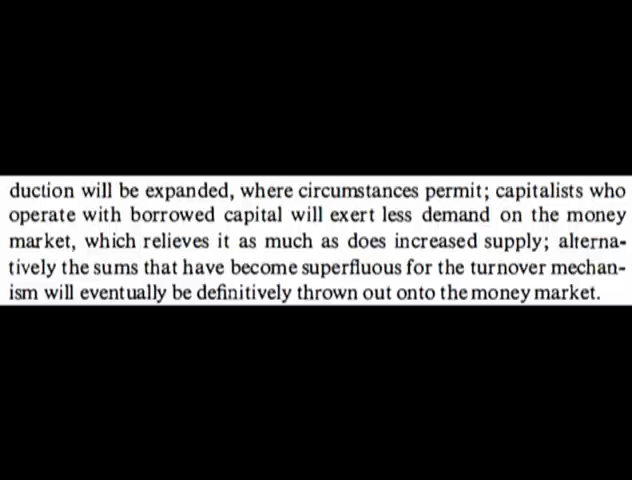 duction will be expanded, where circumstances permit; capitalists who
operate with borrowed capital will exert less demand on the money
market, which relieves it as much as does increased supply; alterna-
tively the sums that have become superfluous for the turnover mechan-
ism will eventually be definitively thrown out onto the money market.